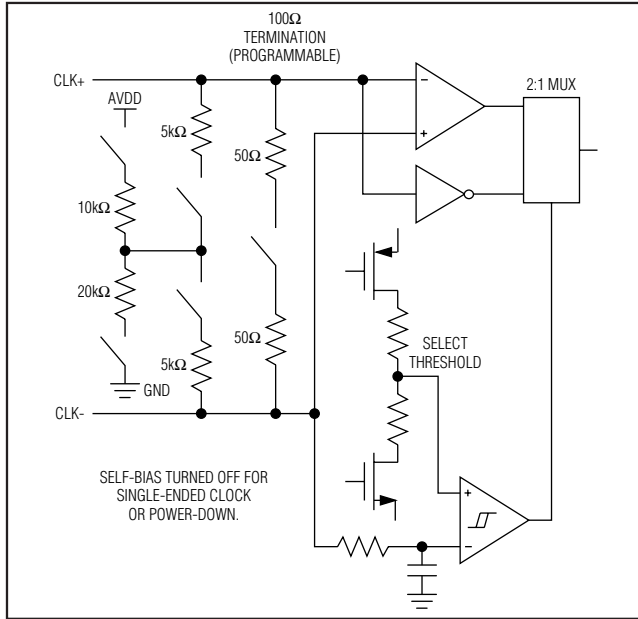 100Ω
TERMINATION
(PROGRAMMABLE)
CLK+
AVDD
2:1 MUX
5kΩ
50Ω
10kΩ
20kΩ
50Ω
5kΩ
GND
SELECT
THRESHOLD
CLK-
SELF-BIAS TURNED OFF FOR
SINGLE-ENDED CLOCK
OR POWER-DOWN.
−
+
+
−